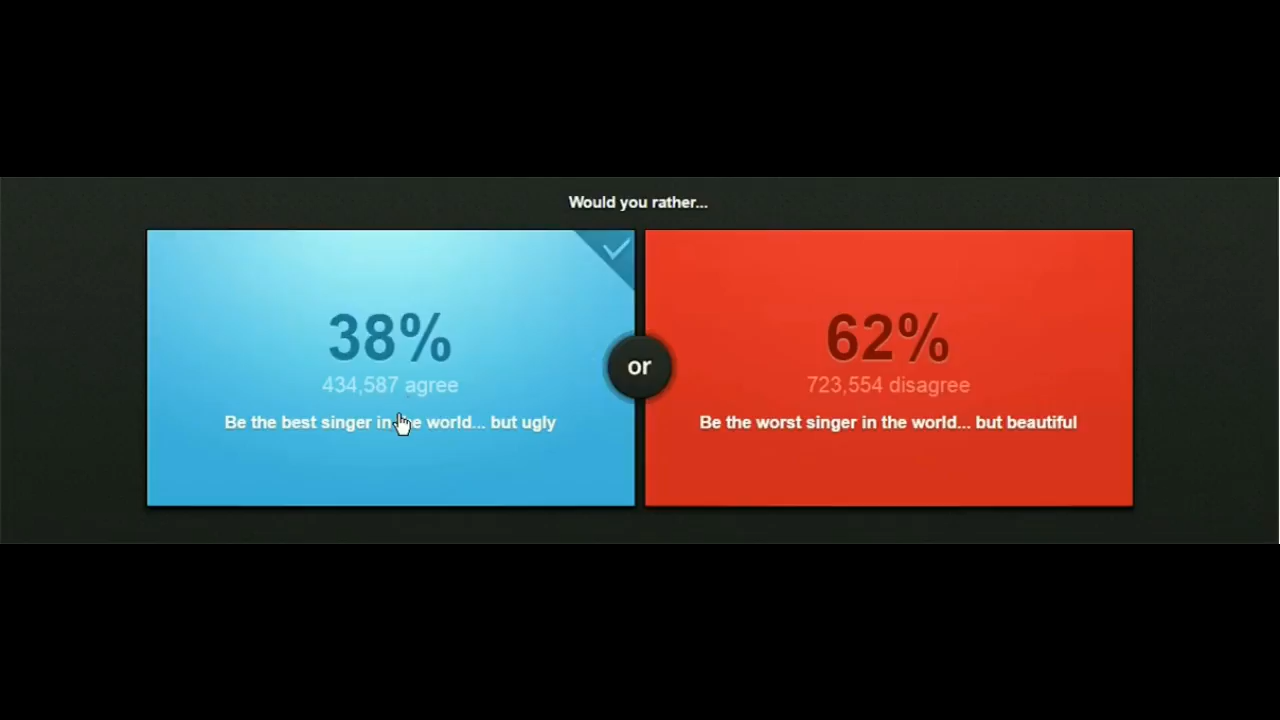 Would you rather...
38%
434,587 agree
Be the best singer in the world... but ugly
or
62%
723,554 disagree
Be the worst singer in the world... but beautiful